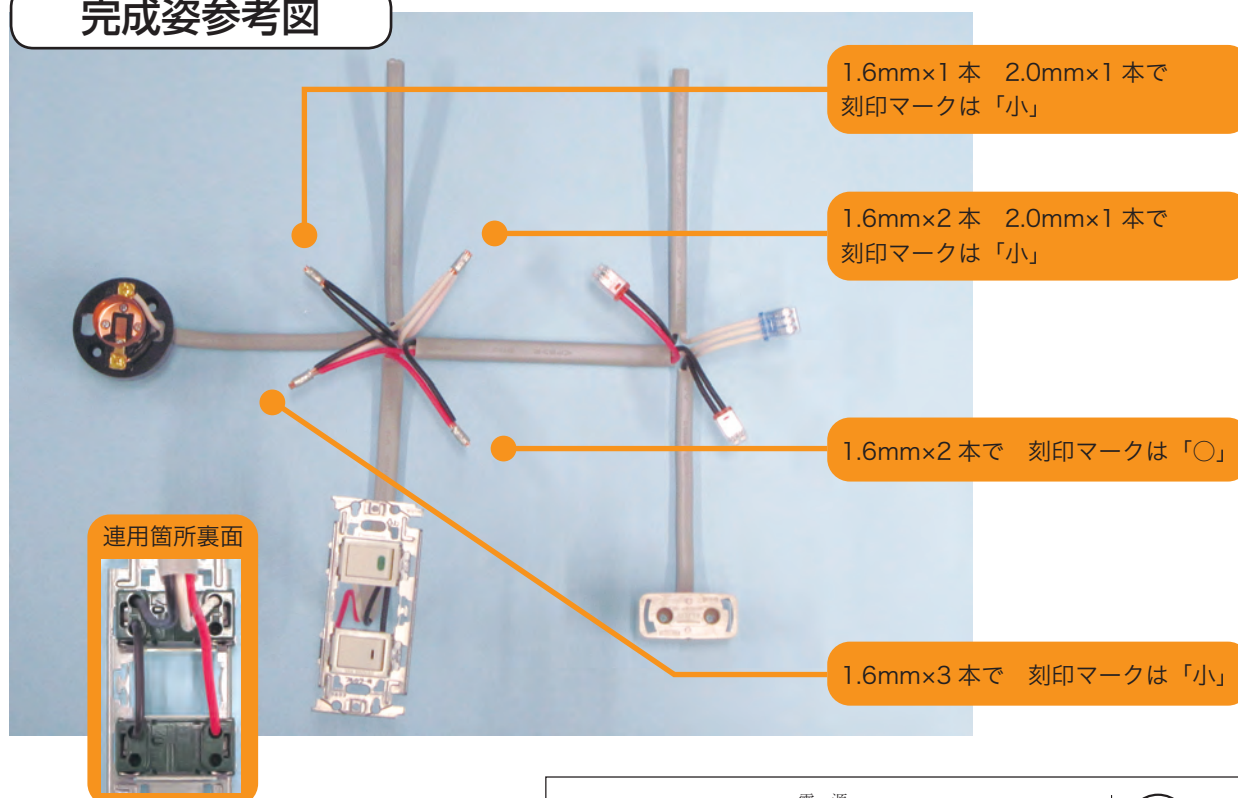 完成姿参考図
1.6mm×1本　2.0mm×1本で
刻印マークは「小」
1.6mm×2本　2.0mm×1本で
刻印マークは「小」
1.6mm×2本で　刻印マークは「○」
連用箇所裏面
1.6mm×3本で　刻印マークは「小」
電　源